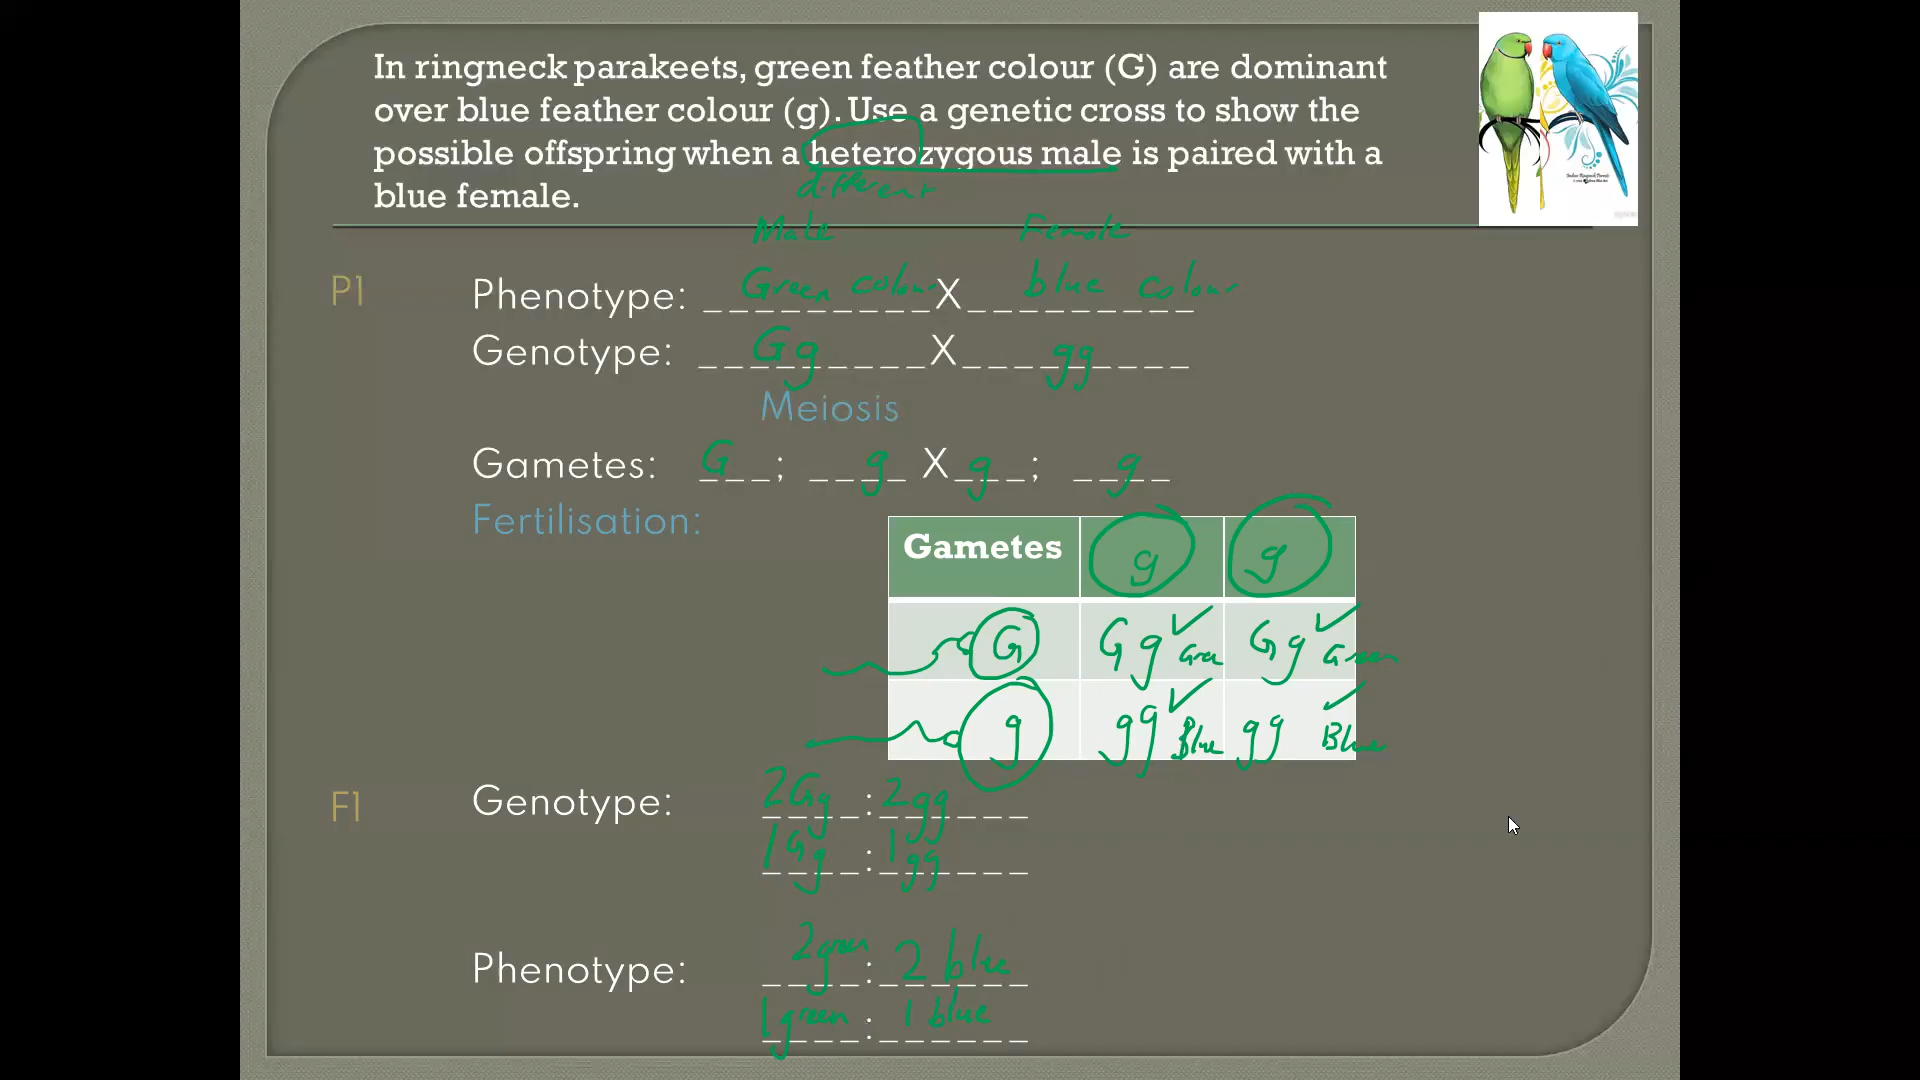 In ringneck parakeets, green feather colour (G) are dominant
over blue feather colour (g). Use a genetic cross to show the
possible offspring when a heterozygous male is paired with a
blue female.
different
Male Female
P1 Phenotype: Green colour X blue colour
Genotype: Gg X gg
Meiosis
Gametes: G ; g X g ; g
Fertilisation:
Gametes g g
G Gg Green Gg Green
g gg Blue gg Blue
F1 Genotype: 2Gg : 2gg
1Gg : 1gg
Phenotype: 2green : 2 blue
1green : 1 blue